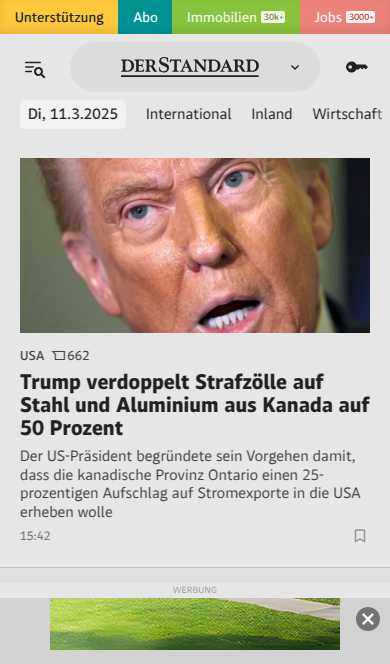 Unterstützung Abo Immobilien 30k+ Jobs 3000+
DERSTANDARD
Di, 11.3.2025 International Inland Wirtschaft
USA 662
Trump verdoppelt Strafzölle auf
Stahl und Aluminium aus Kanada auf
50 Prozent
Der US-Präsident begründete sein Vorgehen damit,
dass die kanadische Provinz Ontario einen 25-
prozentigen Aufschlag auf Stromexporte in die USA
erheben wolle
15:42
WERBUNG